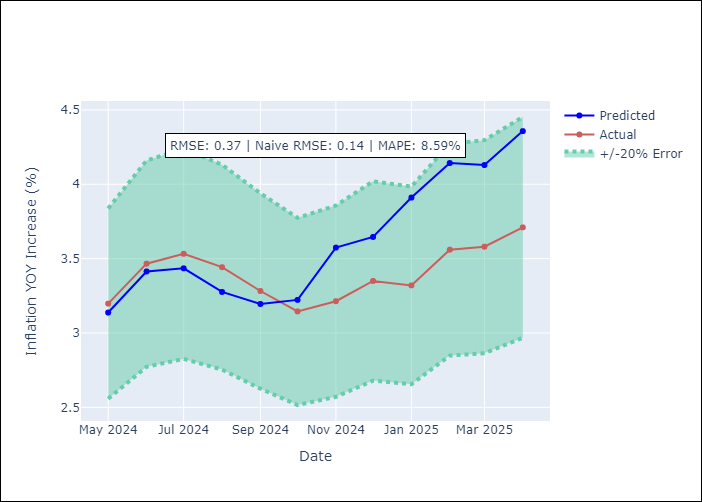 RMSE: 0.37 | Naive RMSE: 0.14 | MAPE: 8.59%
Predicted
Actual
+/-20% Error
Inflation YOY Increase (%)
4.5
4
3.5
3
2.5
May 2024
Jul 2024
Sep 2024
Nov 2024
Jan 2025
Mar 2025
Date